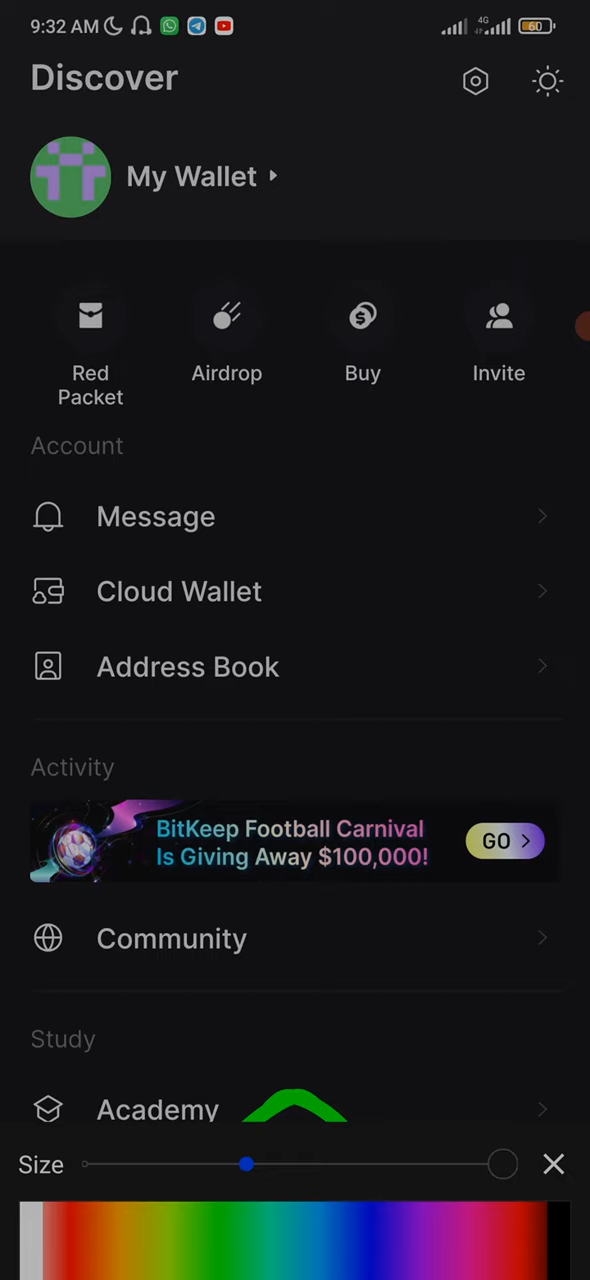 9:32 AM
4G
60
Discover
My Wallet
Red
Packet
Airdrop
Buy
Invite
Account
Message
Cloud Wallet
Address Book
Activity
BitKeep Football Carnival
Is Giving Away $100,000!
GO
Community
Study
Academy
Size